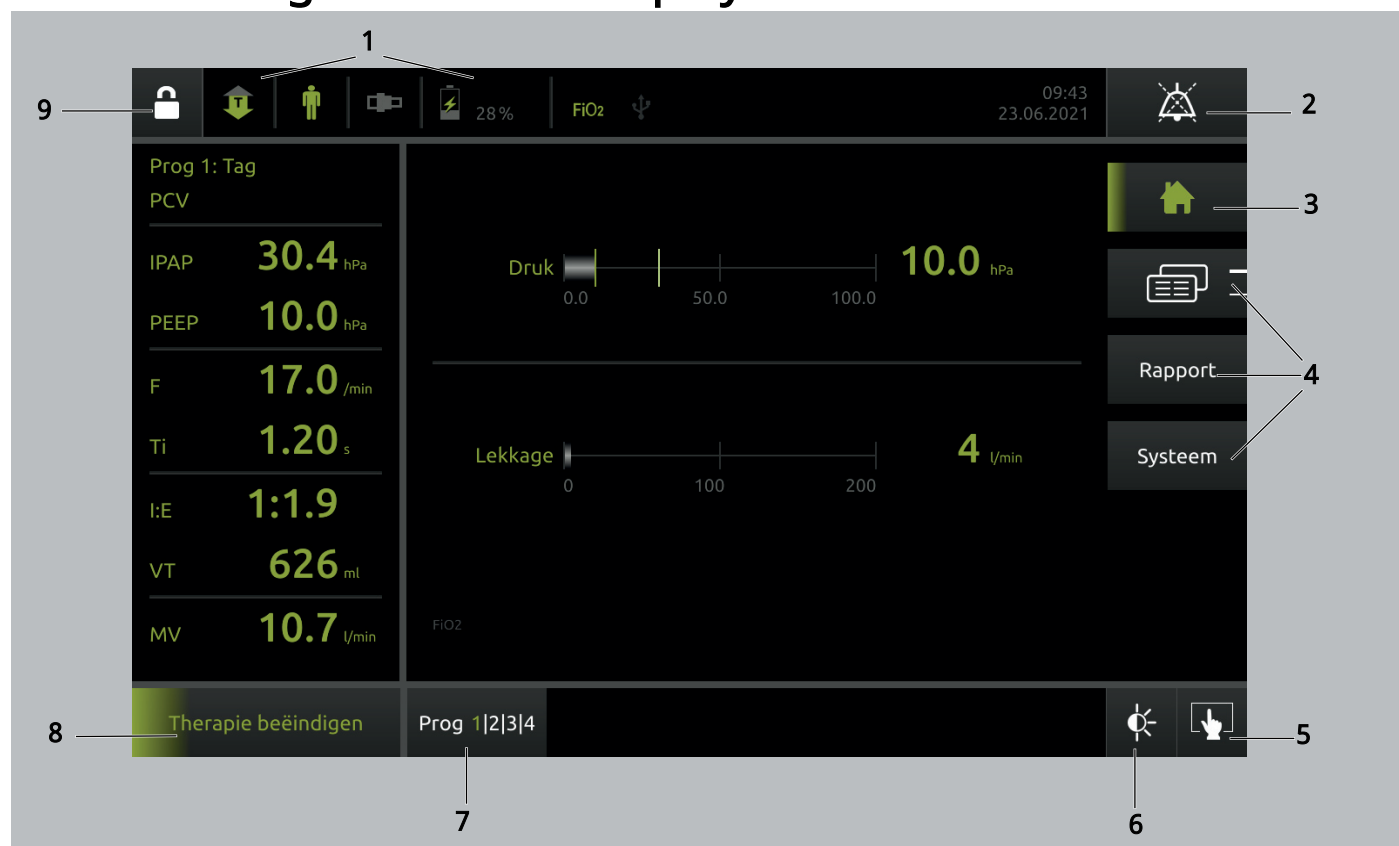 1
9
T
28%
FiO2
09:43
23.06.2021
2
Prog 1: Tag
PCV
IPAP 30.4 hPa
PEEP 10.0 hPa
F 17.0 /min
Ti 1.20 s
I:E 1:1.9
VT 626 ml
MV 10.7 l/min
Druk 10.0 hPa
0.0 50.0 100.0
Lekkage 4 l/min
0 100 200
FiO2
3
4
Rapport
Systeem
Therapie beëindigen
Prog 1|2|3|4
8
5
7
6